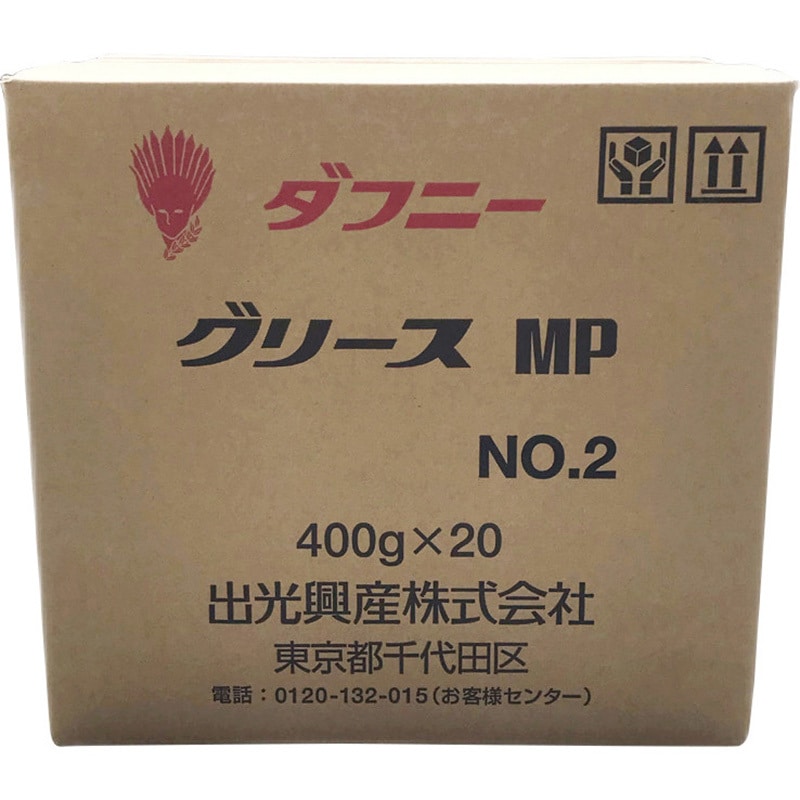 ダフニー
グリース MP
NO.2
400g×20
出光興産株式会社
東京都千代田区
電話：0120-132-015（お客様センター）